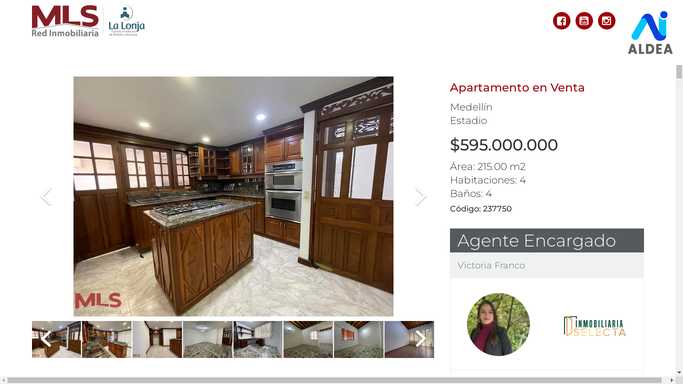 MLS
Red Inmobiliaria
La Lonja
ALDEA
Apartamento en Venta
Medellín
Estadio
$595.000.000
Área: 215.00 m2
Habitaciones: 4
Baños: 4
Código: 237750
Agente Encargado
Victoria Franco
INMOBILIARIA
SELECTA
MLS